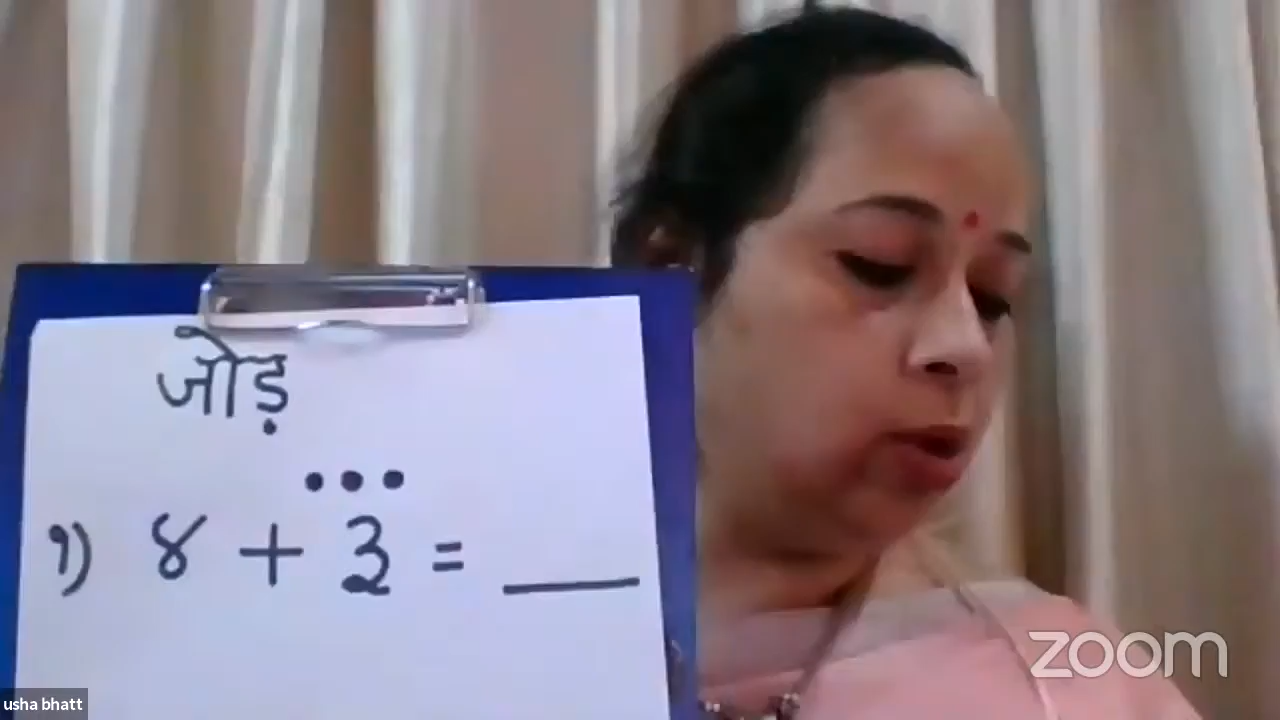 जोड़
१) ४ + ३ = ___
usha bhatt
zoom